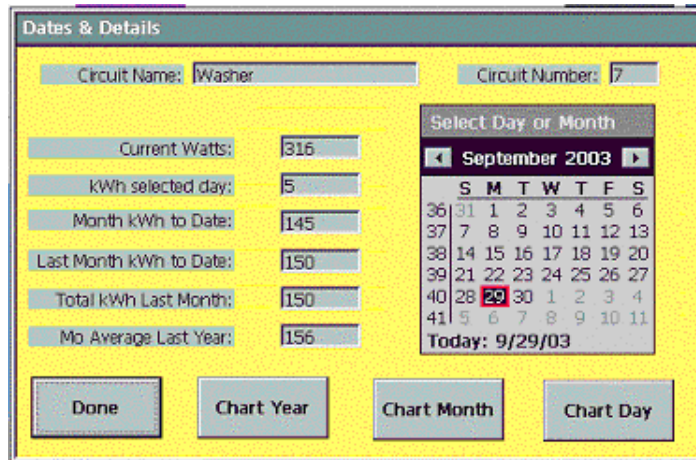 Dates & Details
Circuit Name: Washer
Circuit Number: 7
Current Watts: 316
kWh selected day: 5
Month kWh to Date: 145
Last Month kWh to Date: 150
Total kWh Last Month: 150
Mo Average Last Year: 156
Select Day or Month
September 2003
S M T W T F S
36 31 1 2 3 4 5 6
37 7 8 9 10 11 12 13
38 14 15 16 17 18 19 20
39 21 22 23 24 25 26 27
40 28 29 30 1 2 3 4
41 5 6 7 8 9 10 11
Today: 9/29/03
Done
Chart Year
Chart Month
Chart Day